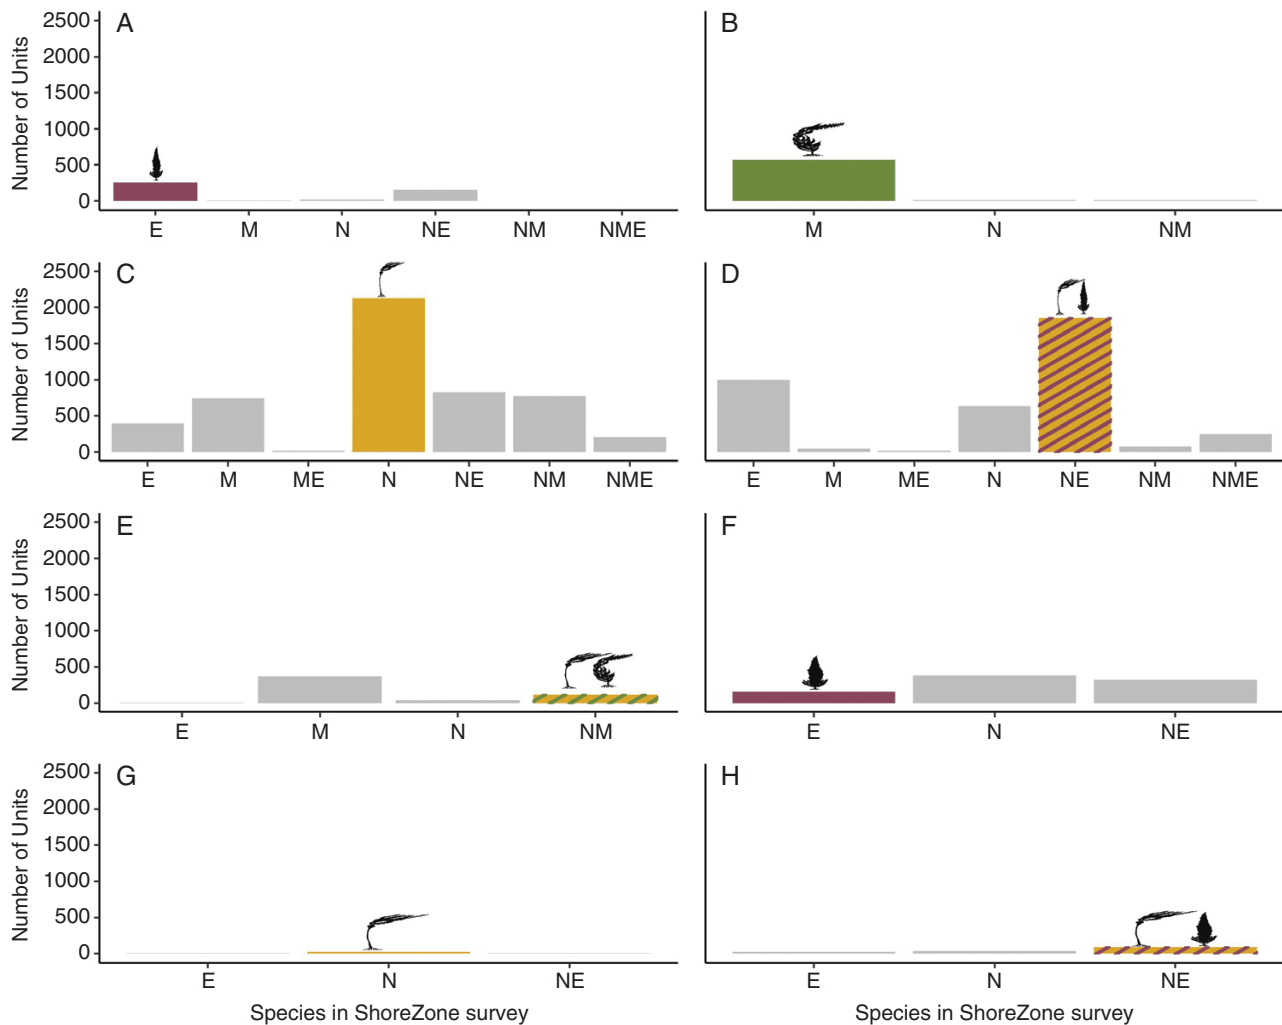 A
B
Number of Units
2500
2000
1500
1000
500
0
E M N NE NM NME
M N NM
C
D
Number of Units
2500
2000
1500
1000
500
0
E M ME N NE NM NME
E M ME N NE NM NME
E
F
Number of Units
2500
2000
1500
1000
500
0
E M N NM
E N NE
G
H
Number of Units
2500
2000
1500
1000
500
0
E N NE
E N NE
Species in ShoreZone survey
Species in ShoreZone survey